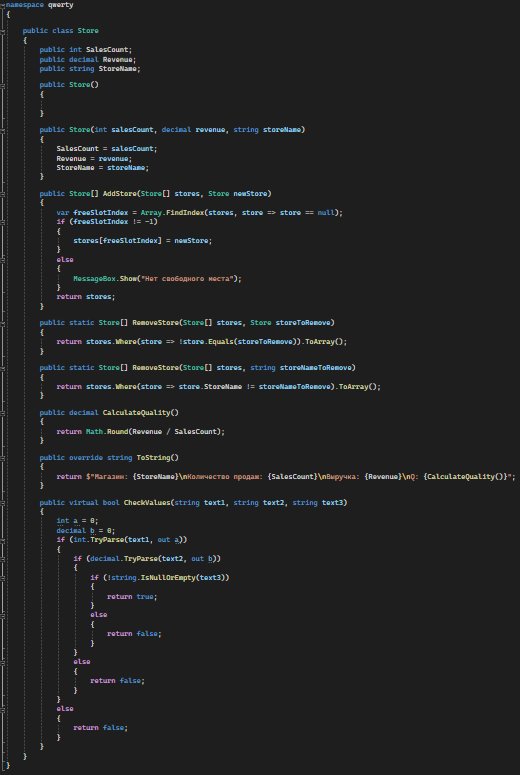 namespace qwerty
{
public class Store
{
public int SalesCount;
public decimal Revenue;
public string StoreName;
public Store()
{
}
public Store(int salesCount, decimal revenue, string storeName)
{
SalesCount = salesCount;
Revenue = revenue;
StoreName = storeName;
}
public Store[] AddStore(Store[] stores, Store newStore)
{
var freeSlotIndex = Array.FindIndex(stores, store => store == null);
if (freeSlotIndex != -1)
{
stores[freeSlotIndex] = newStore;
}
else
{
MessageBox.Show("Нет свободного места");
}
return stores;
}
public static Store[] RemoveStore(Store[] stores, Store storeToRemove)
{
return stores.Where(store => !store.Equals(storeToRemove)).ToArray();
}
public static Store[] RemoveStore(Store[] stores, string storeNameToRemove)
{
return stores.Where(store => store.StoreName != storeNameToRemove).ToArray();
}
public decimal CalculateQuality()
{
return Math.Round(Revenue / SalesCount);
}
public override string ToString()
{
return $"Магазин: {StoreName}\nКоличество продаж: {SalesCount}\nВыручка: {Revenue}\nQ: {CalculateQuality()}";
}
public virtual bool CheckValues(string text1, string text2, string text3)
{
int a = 0;
decimal b = 0;
if (int.TryParse(text1, out a))
{
if (decimal.TryParse(text2, out b))
{
if (!string.IsNullOrEmpty(text3))
{
return true;
}
else
{
return false;
}
}
else
{
return false;
}
}
else
{
return false;
}
}
}
}